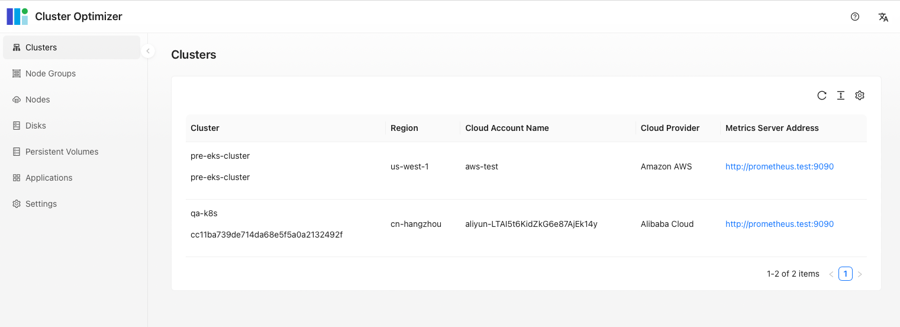 Cluster Optimizer
Clusters
Node Groups
Nodes
Disks
Persistent Volumes
Applications
Settings
Clusters
Cluster Region Cloud Account Name Cloud Provider Metrics Server Address
pre-eks-cluster
pre-eks-cluster
us-west-1 aws-test Amazon AWS http://prometheus.test:9090
qa-k8s
cc11ba739de714da68e5f5a0a2132492f
cn-hangzhou aliyun-LTAI5t6KidZkG6e87AjEk14y Alibaba Cloud http://prometheus.test:9090
1-2 of 2 items < 1 >